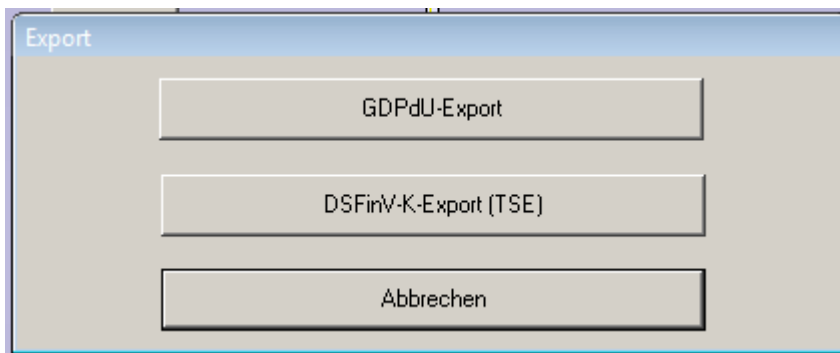 Export
GDPdU-Export
DSFinV-K-Export (TSE)
Abbrechen